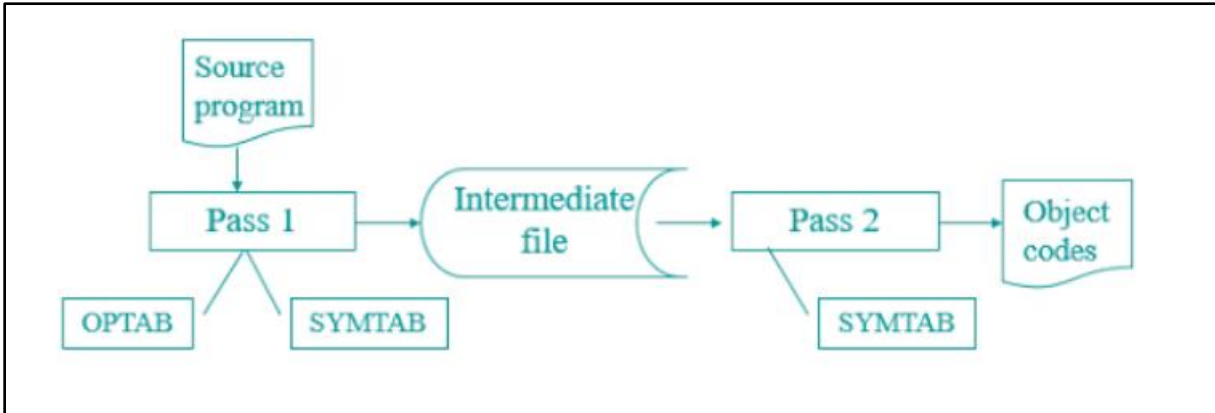 Source
program
Pass 1
Intermediate
file
Pass 2
Object
codes
OPTAB
SYMTAB
SYMTAB